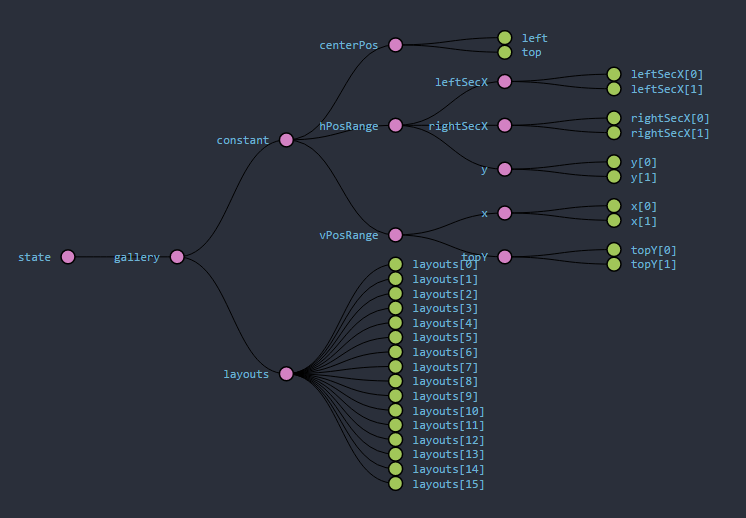 state
gallery
constant
centerPos
left
top
hPosRange
leftSecX
leftSecX[0]
leftSecX[1]
rightSecX
rightSecX[0]
rightSecX[1]
y
y[0]
y[1]
vPosRange
x
x[0]
x[1]
topY
topY[0]
topY[1]
layouts
layouts[0]
layouts[1]
layouts[2]
layouts[3]
layouts[4]
layouts[5]
layouts[6]
layouts[7]
layouts[8]
layouts[9]
layouts[10]
layouts[11]
layouts[12]
layouts[13]
layouts[14]
layouts[15]